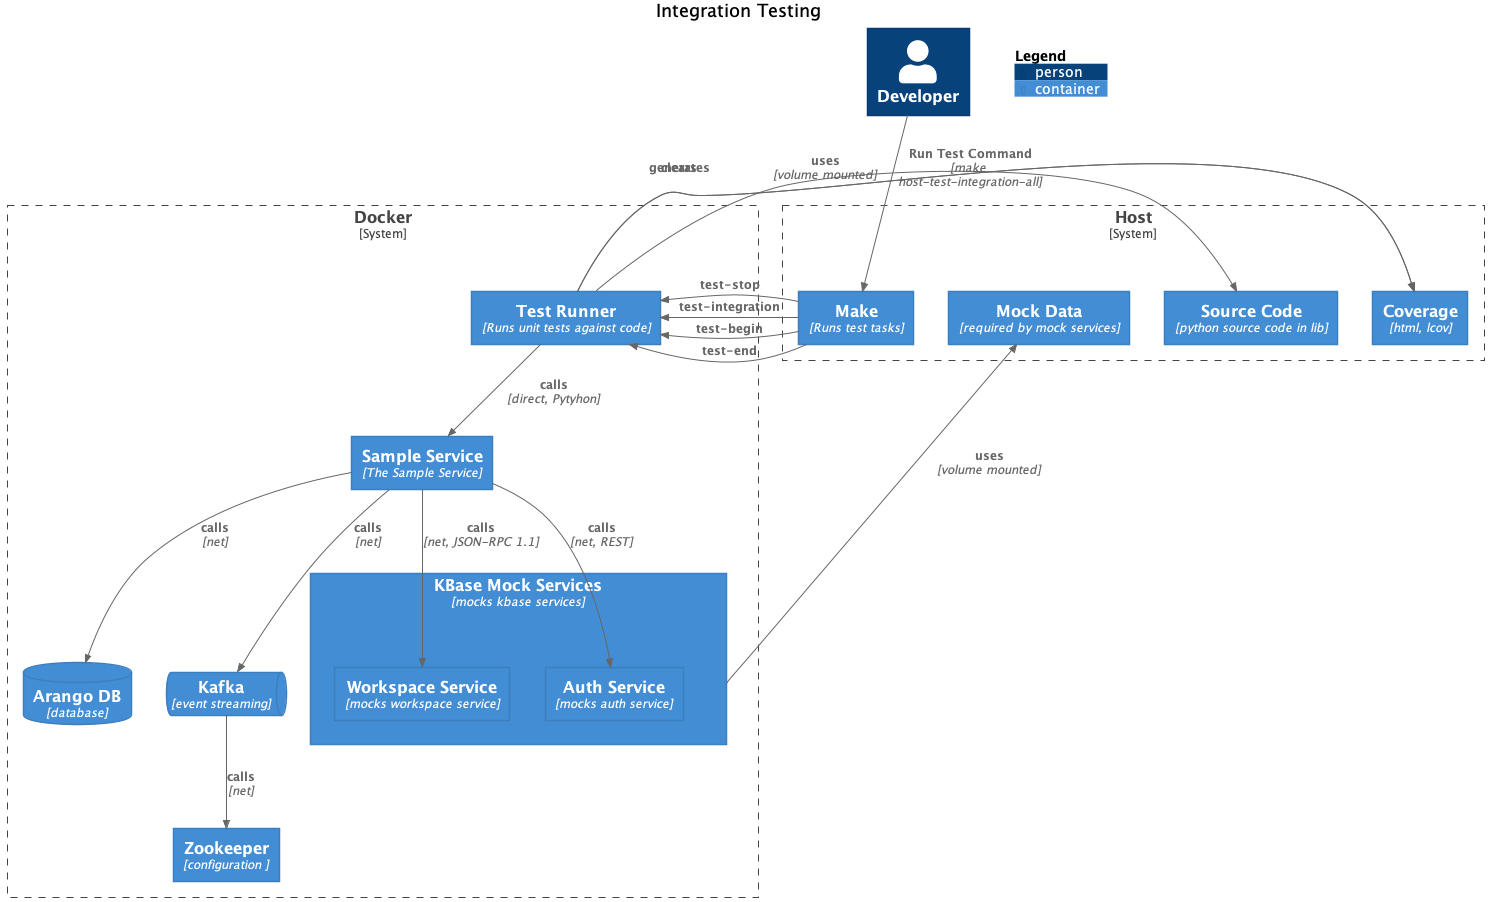 Integration Testing
Developer
Legend
person
container
generates
clears
uses
[volume mounted]
Run Test Command
[make
host-test-integration-all]
Docker
[System]
Host
[System]
Test Runner
[Runs unit tests against code]
test-stop
test-integration
test-begin
test-end
Make
[Runs test tasks]
Mock Data
[required by mock services]
Source Code
[python source code in lib]
Coverage
[html, lcov]
calls
[direct, Pytyhon]
Sample Service
[The Sample Service]
uses
[volume mounted]
calls
[net]
calls
[net]
calls
[net, JSON-RPC 1.1]
calls
[net, REST]
KBase Mock Services
[mocks kbase services]
Arango DB
[database]
Kafka
[event streaming]
Workspace Service
[mocks workspace service]
Auth Service
[mocks auth service]
calls
[net]
Zookeeper
[configuration ]